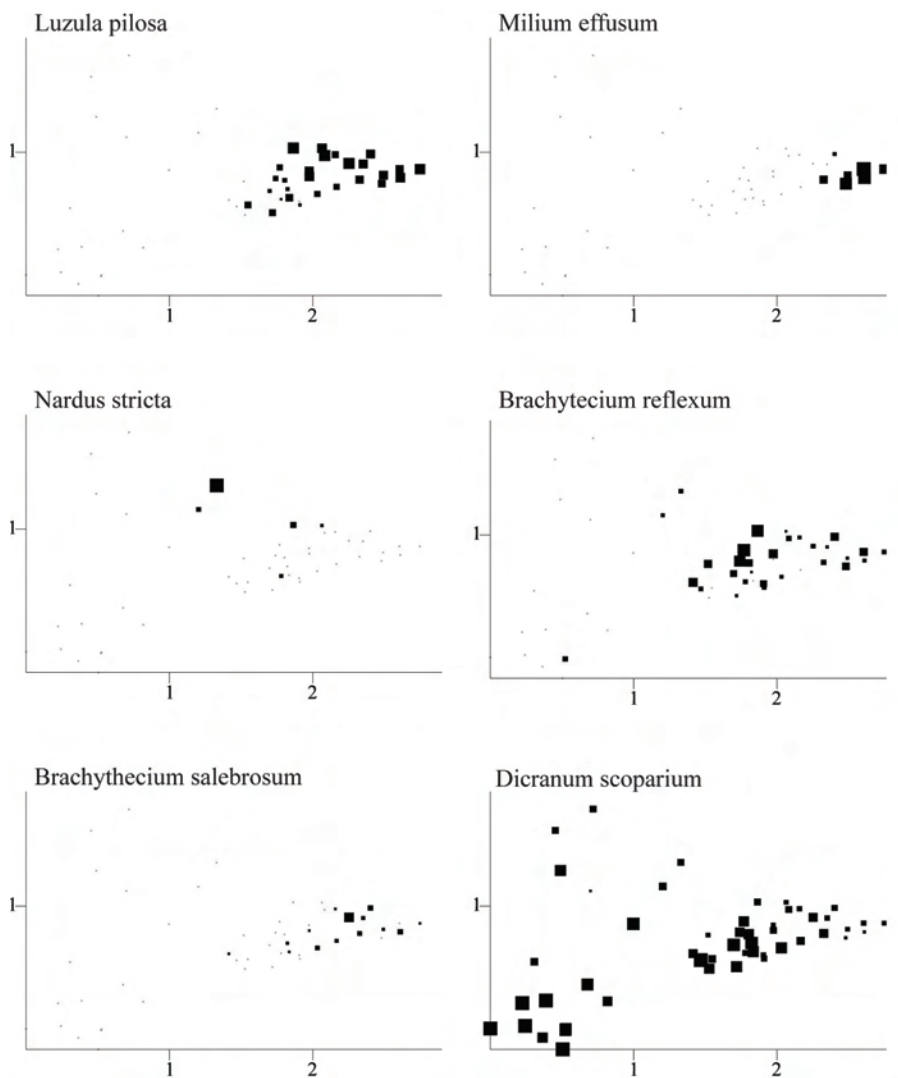 Luzula pilosa
1
1 2
Milium effusum
1
1 2
Nardus stricta
1
1 2
Brachytecium reflexum
1
1 2
Brachythecium salebrosum
1
1 2
Dicranum scoparium
1
1 2